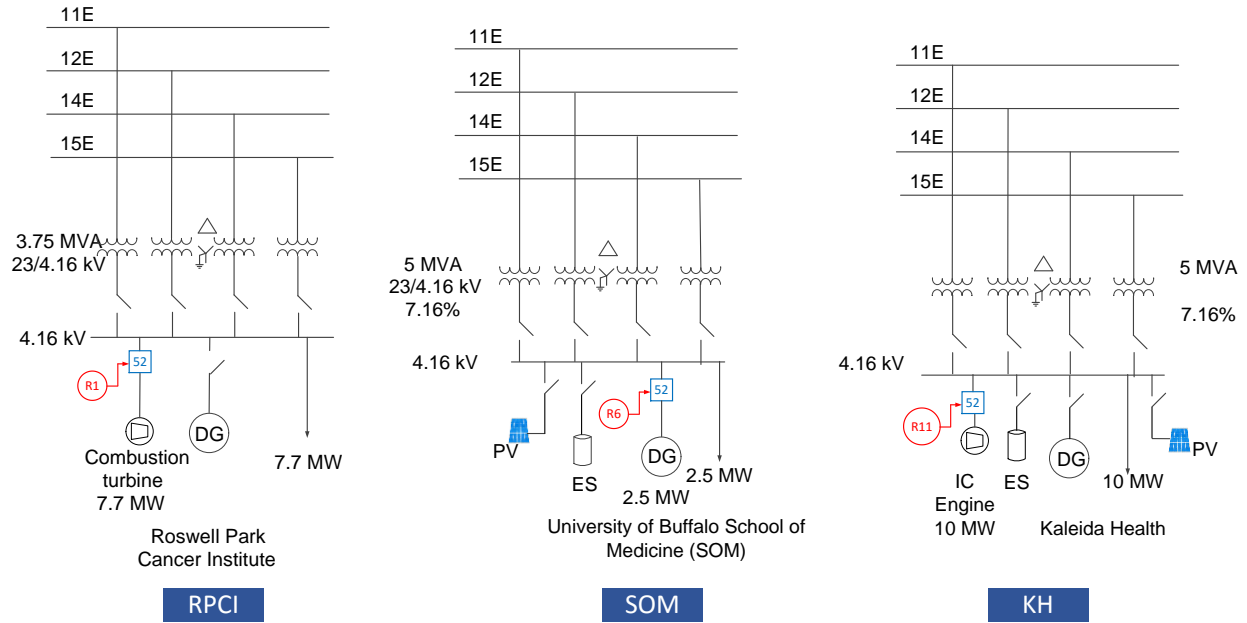 11E
12E
14E
15E
3.75 MVA
23/4.16 kV
4.16 kV
52
R1
DG
Combustion
turbine
7.7 MW
7.7 MW
Roswell Park
Cancer Institute
RPCI
11E
12E
14E
15E
5 MVA
23/4.16 kV
7.16%
4.16 kV
52
R6
PV
ES
DG
2.5 MW
2.5 MW
University of Buffalo School of
Medicine (SOM)
SOM
11E
12E
14E
15E
5 MVA
7.16%
4.16 kV
52
R11
IC
Engine
10 MW
ES
DG
10 MW
PV
Kaleida Health
KH